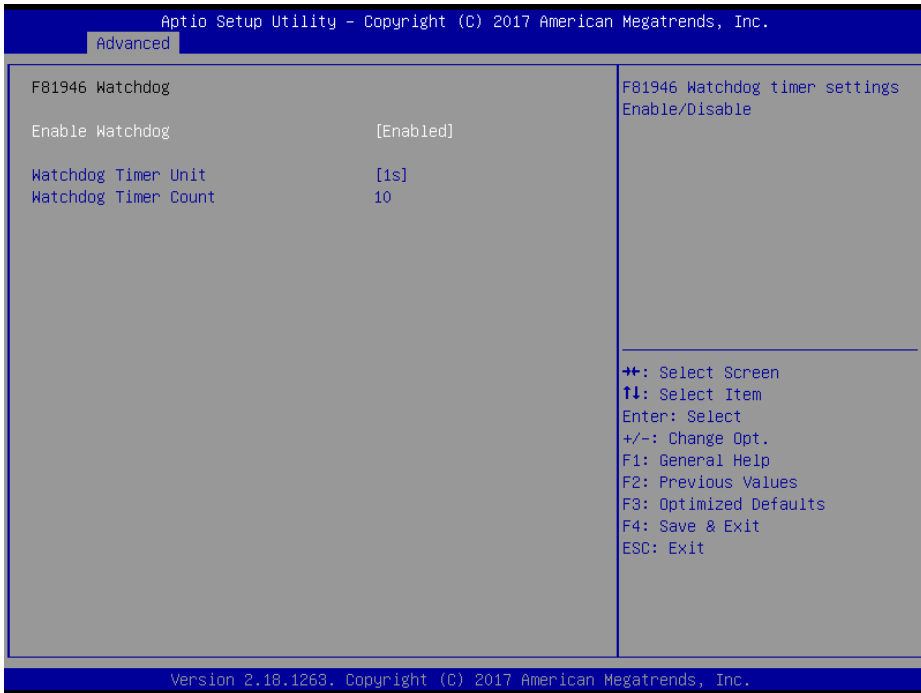 Aptio Setup Utility – Copyright (C) 2017 American Megatrends, Inc.
Advanced
F81946 Watchdog
Enable Watchdog [Enabled]
Watchdog Timer Unit [1s]
Watchdog Timer Count 10
F81946 Watchdog timer settings
Enable/Disable
→←: Select Screen
↑↓: Select Item
Enter: Select
+/-: Change Opt.
F1: General Help
F2: Previous Values
F3: Optimized Defaults
F4: Save & Exit
ESC: Exit
Version 2.18.1263. Copyright (C) 2017 American Megatrends, Inc.